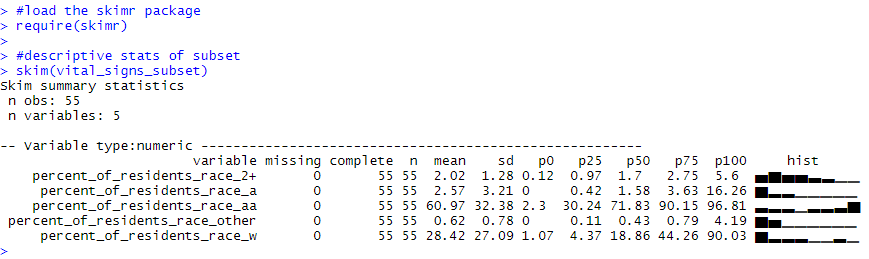 > #load the skimr package
> require(skimr)
>
> #descriptive stats of subset
> skim(vital_signs_subset)
Skim summary statistics
 n obs: 55
 n variables: 5

-- Variable type:numeric -------------------------------------------------------
variable missing complete n mean sd p0 p25 p50 p75 p100 hist
percent_of_residents_race_2+ 0 55 55 2.02 1.28 0.12 0.97 1.7 2.75 5.6 ▅▇▅▅▃▂▁▁
percent_of_residents_race_a 0 55 55 2.57 3.21 0 0.42 1.58 3.63 16.26 ▇▂▂▁▁▁▁▁
percent_of_residents_race_aa 0 55 55 60.97 32.38 2.3 30.24 71.83 90.15 96.81 ▂▂▂▁▂▂▃▇
percent_of_residents_race_other 0 55 55 0.62 0.78 0 0.11 0.43 0.79 4.19 ▇▅▁▁▁▁▁▁
percent_of_residents_race_w 0 55 55 28.42 27.09 1.07 4.37 18.86 44.26 90.03 ▇▃▂▂▁▁▂▁
>